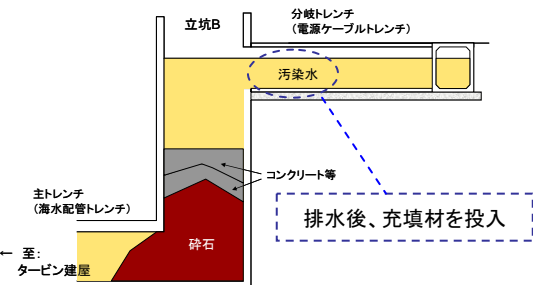 立坑B
分岐トレンチ
（電源ケーブルトレンチ）
汚染水
コンクリート等
主トレンチ
（海水配管トレンチ）
排水後、充填材を投入
砕石
← 至：
タービン建屋